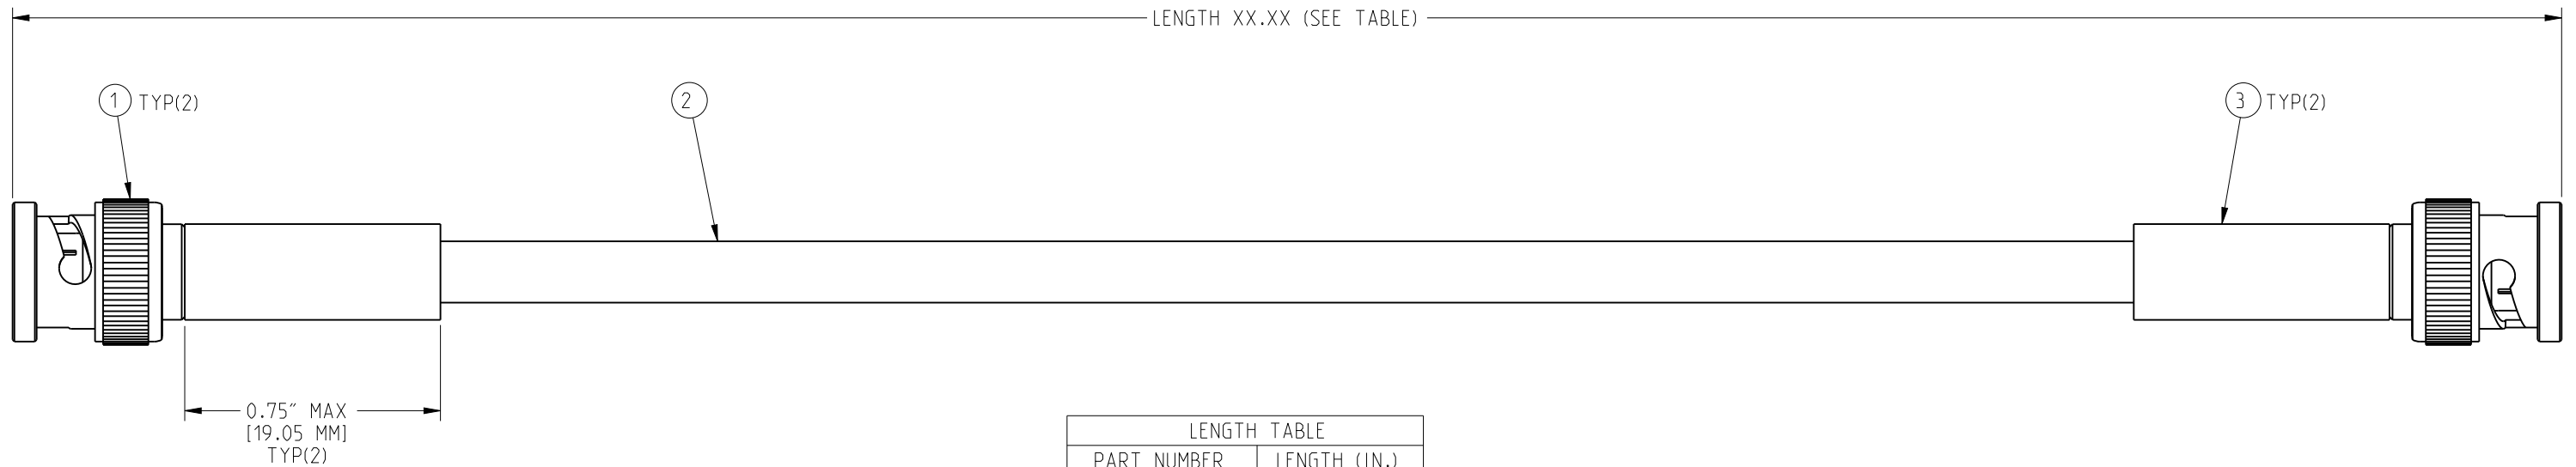 LENGTH XX.XX (SEE TABLE)
1 TYP(2)
2
3 TYP(2)
0.75" MAX
[19.05 MM]
TYP(2)
LENGTH TABLE
PART NUMBER LENGTH (IN.)